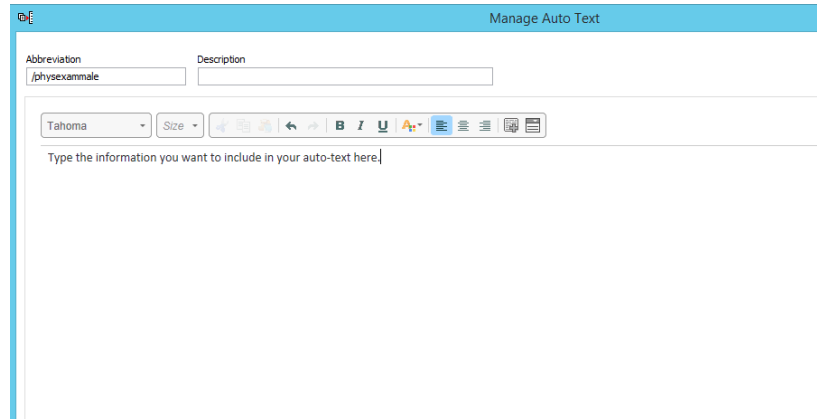 Manage Auto Text
Abbreviation Description
/physexammale
Tahoma Size B I U A
Type the information you want to include in your auto-text here.